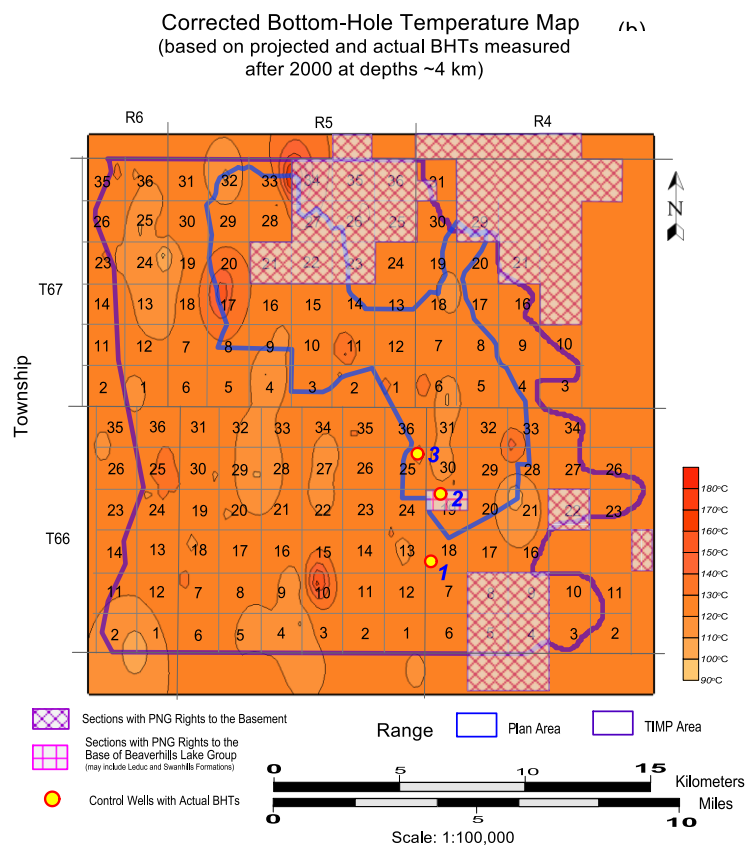 Corrected Bottom-Hole Temperature Map
(based on projected and actual BHTs measured
after 2000 at depths ~4 km)
R6 R5 R4
35 36 31 32 33 34 35 36 31
26 25 30 29 28 27 26 25 30 29
23 24 19 20 21 22 23 24 19 20 21
T67
14 13 18 17 16 15 14 13 18 17 16
11 12 7 8 9 10 11 12 7 8 9 10
2 1 6 5 4 3 2 1 6 5 4 3
Township
35 36 31 32 33 34 35 36 31 32 33 34
3
26 25 30 29 28 27 26 25 30 29 28 27 26
2
23 24 19 20 21 22 23 24 19 20 21 22 23
T66
14 13 18 17 16 15 14 13 18 17 16
1
11 12 7 8 9 10 11 12 7 8 9 10 11
2 1 6 5 4 3 2 1 6 5 4 3 2
N
180°C
170°C
160°C
150°C
140°C
130°C
120°C
110°C
100°C
90°C
Sections with PNG Rights to the Basement
Sections with PNG Rights to the
Base of Beaverhills Lake Group
(may include Leduc and Swanhills Formations)
Control Wells with Actual BHTs
Range
Plan Area
TIMP Area
0 5 10 15
Kilometers
Miles
0 5 10
Scale: 1:100,000